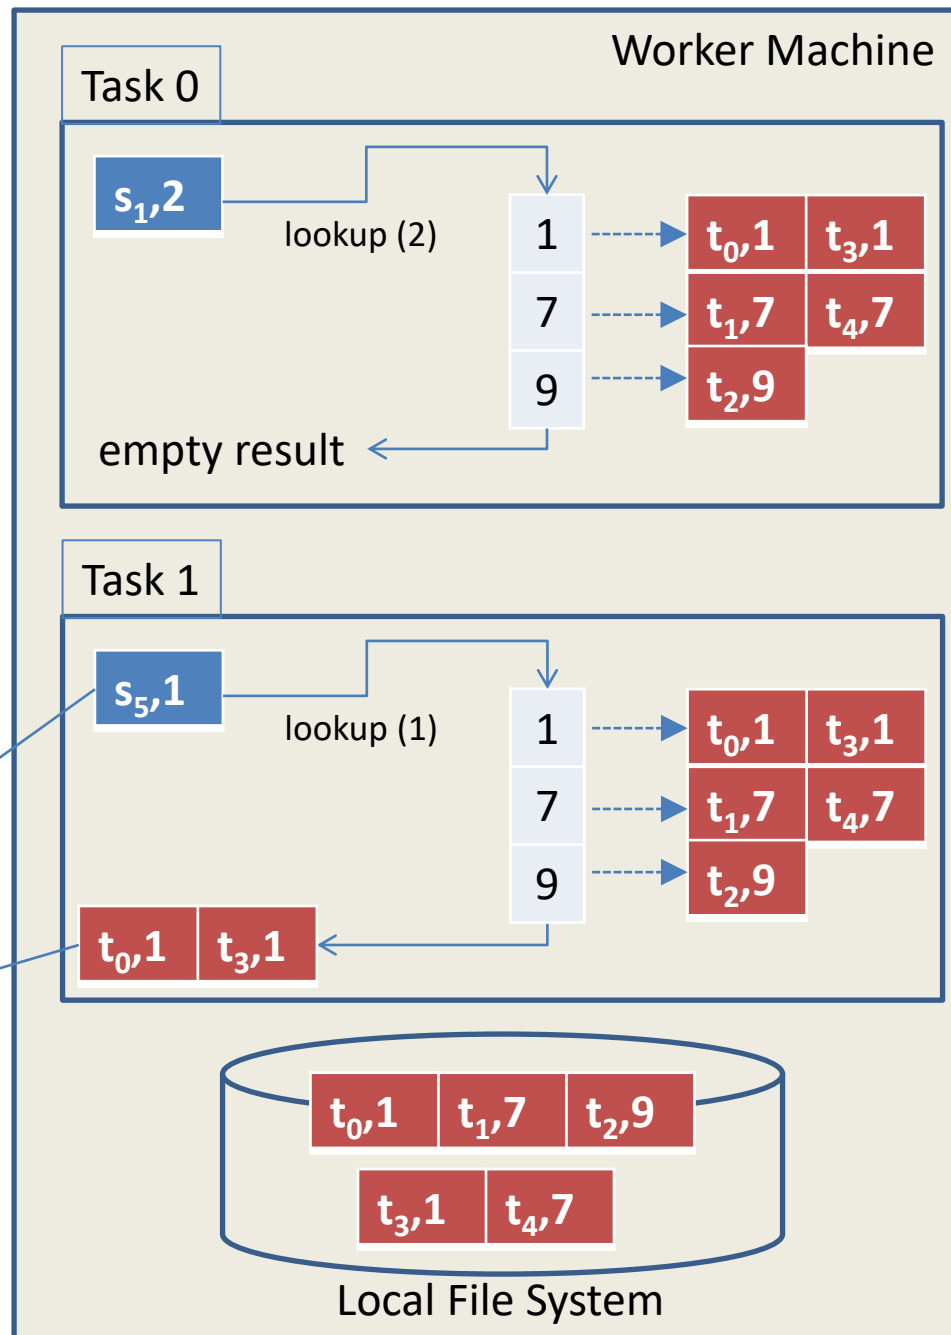 Worker Machine
Task 0
s₁,2
lookup (2)
1
t₀,1 t₃,1
7
t₁,7 t₄,7
9
t₂,9
empty result
Task 1
s₅,1
lookup (1)
1
t₀,1 t₃,1
7
t₁,7 t₄,7
9
t₂,9
t₀,1 t₃,1
t₀,1 t₁,7 t₂,9
t₃,1 t₄,7
Local File System